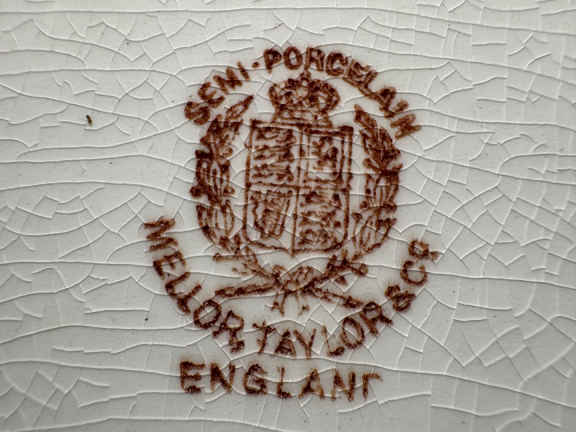 SEMI-PORCELAIN
MELLOR TAYLOR & Co
ENGLAND